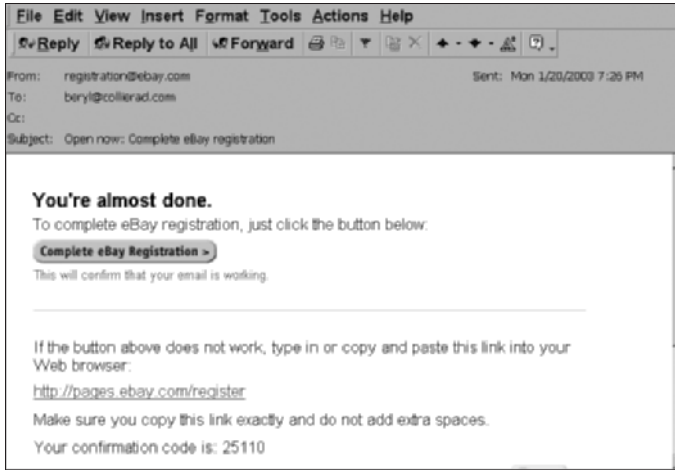 File Edit View Insert Format Tools Actions Help
Reply Reply to All Forward
From: registration@ebay.com Sent: Mon 1/20/2003 7:26 PM
To: beryl@collierad.com
Cc:
Subject: Open now: Complete eBay registration
You're almost done.
To complete eBay registration, just click the button below:
Complete eBay Registration >
This will confirm that your email is working.
If the button above does not work, type in or copy and paste this link into your
Web browser:
http://pages.ebay.com/register
Make sure you copy this link exactly and do not add extra spaces.
Your confirmation code is: 25110